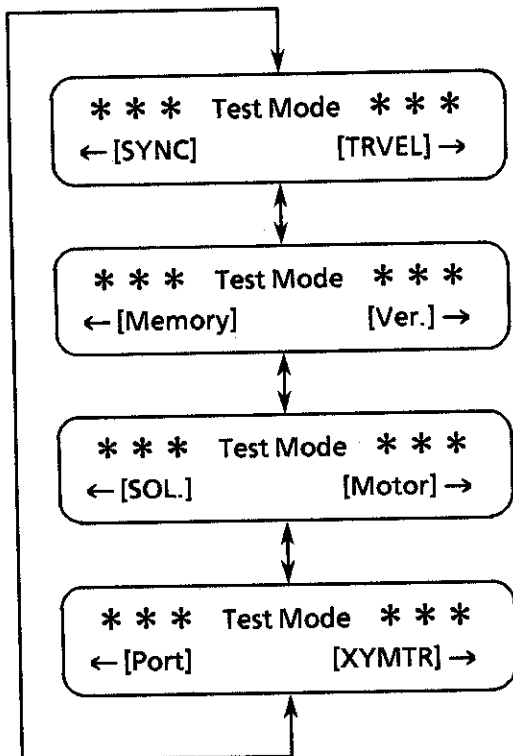 * * * Test Mode * * *
← [SYNC] [TRVEL] →
* * * Test Mode * * *
← [Memory] [Ver.] →
* * * Test Mode * * *
← [SOL.] [Motor] →
* * * Test Mode * * *
← [Port] [XYMTR] →